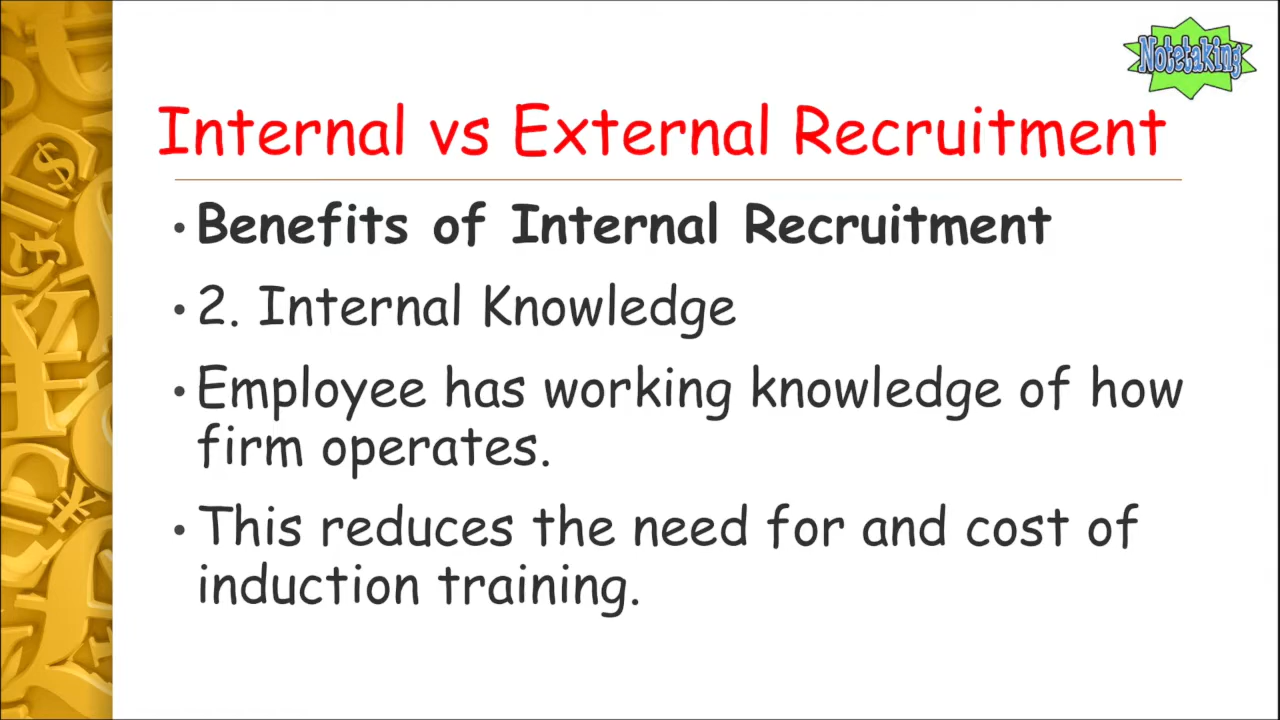 Notetaking
Internal vs External Recruitment
• Benefits of Internal Recruitment
• 2. Internal Knowledge
• Employee has working knowledge of how
firm operates.
• This reduces the need for and cost of
induction training.